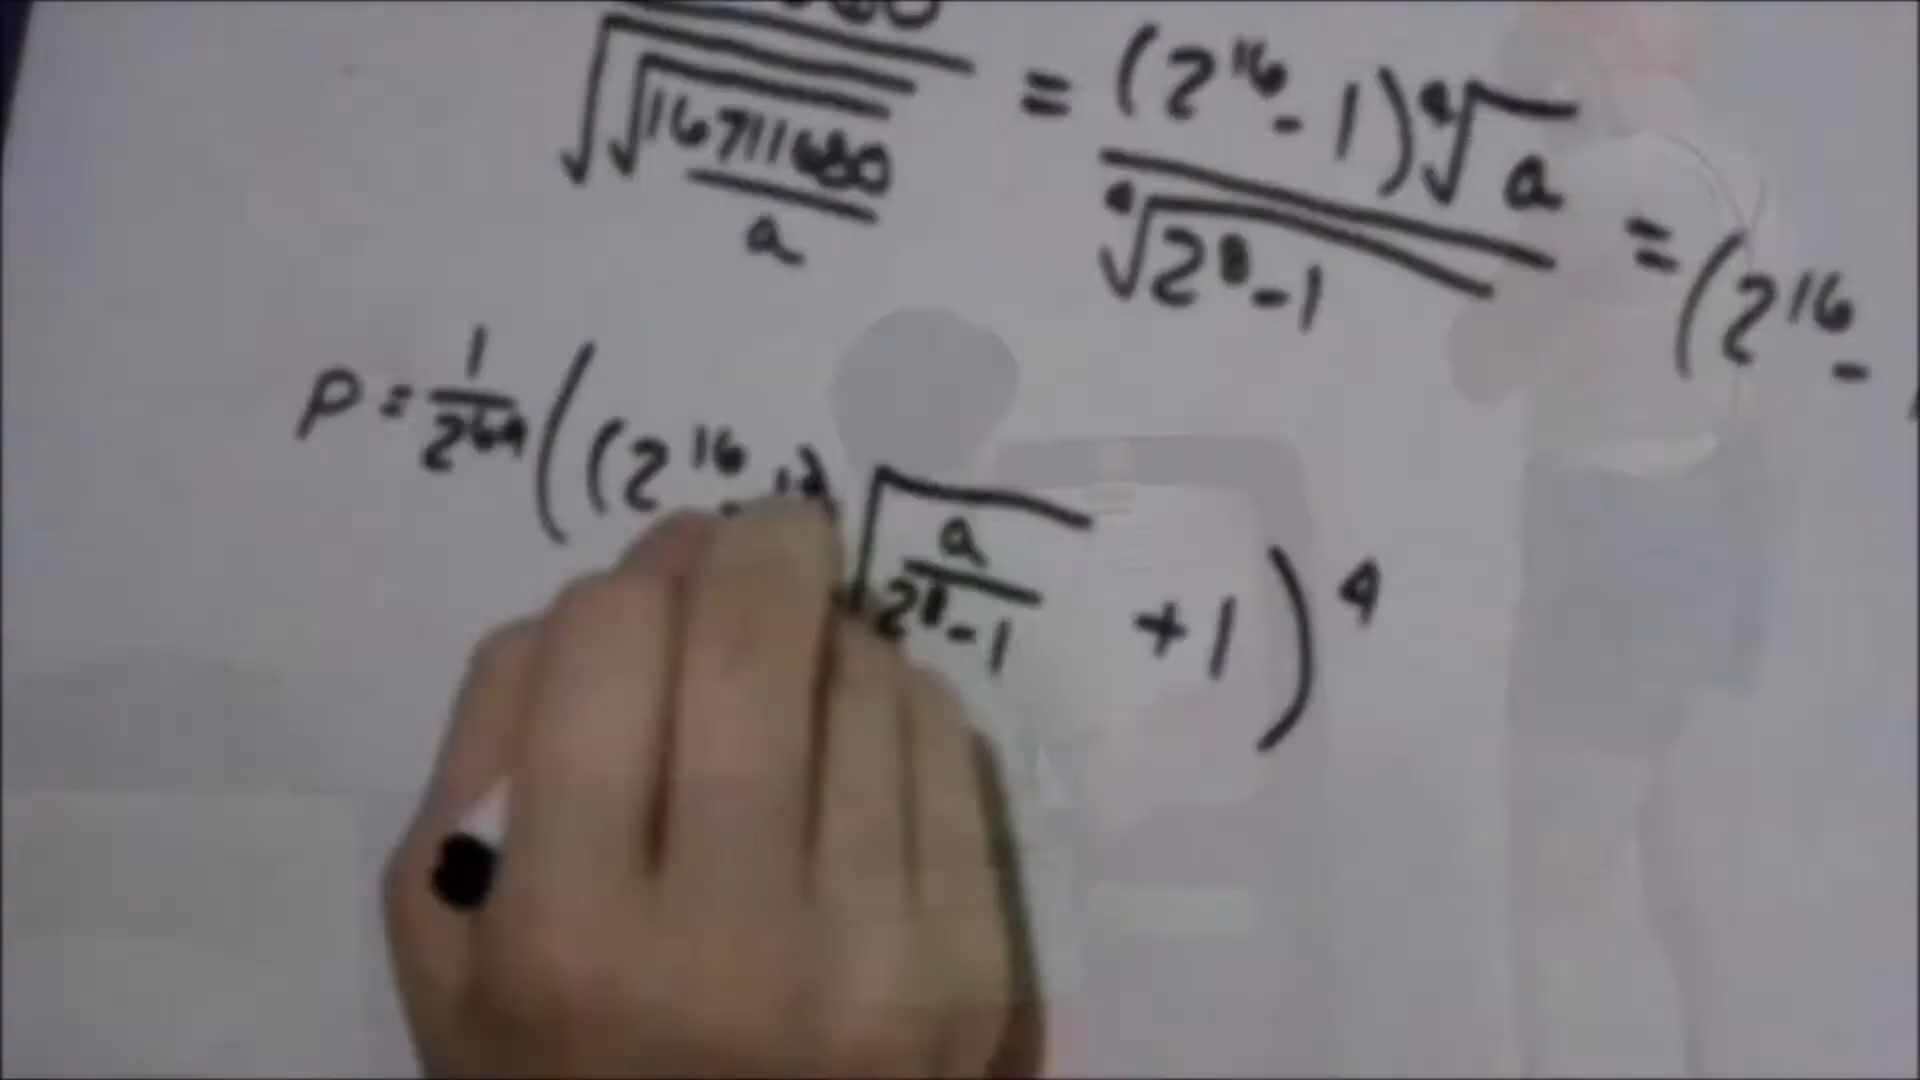 √√16711680/a = (2^16 - 1) ⁴√a / ⁴√2^8 - 1 = (2^16 -
p = 1/2^64 ((2^16 - 1) √a/2^8 - 1 + 1)^4